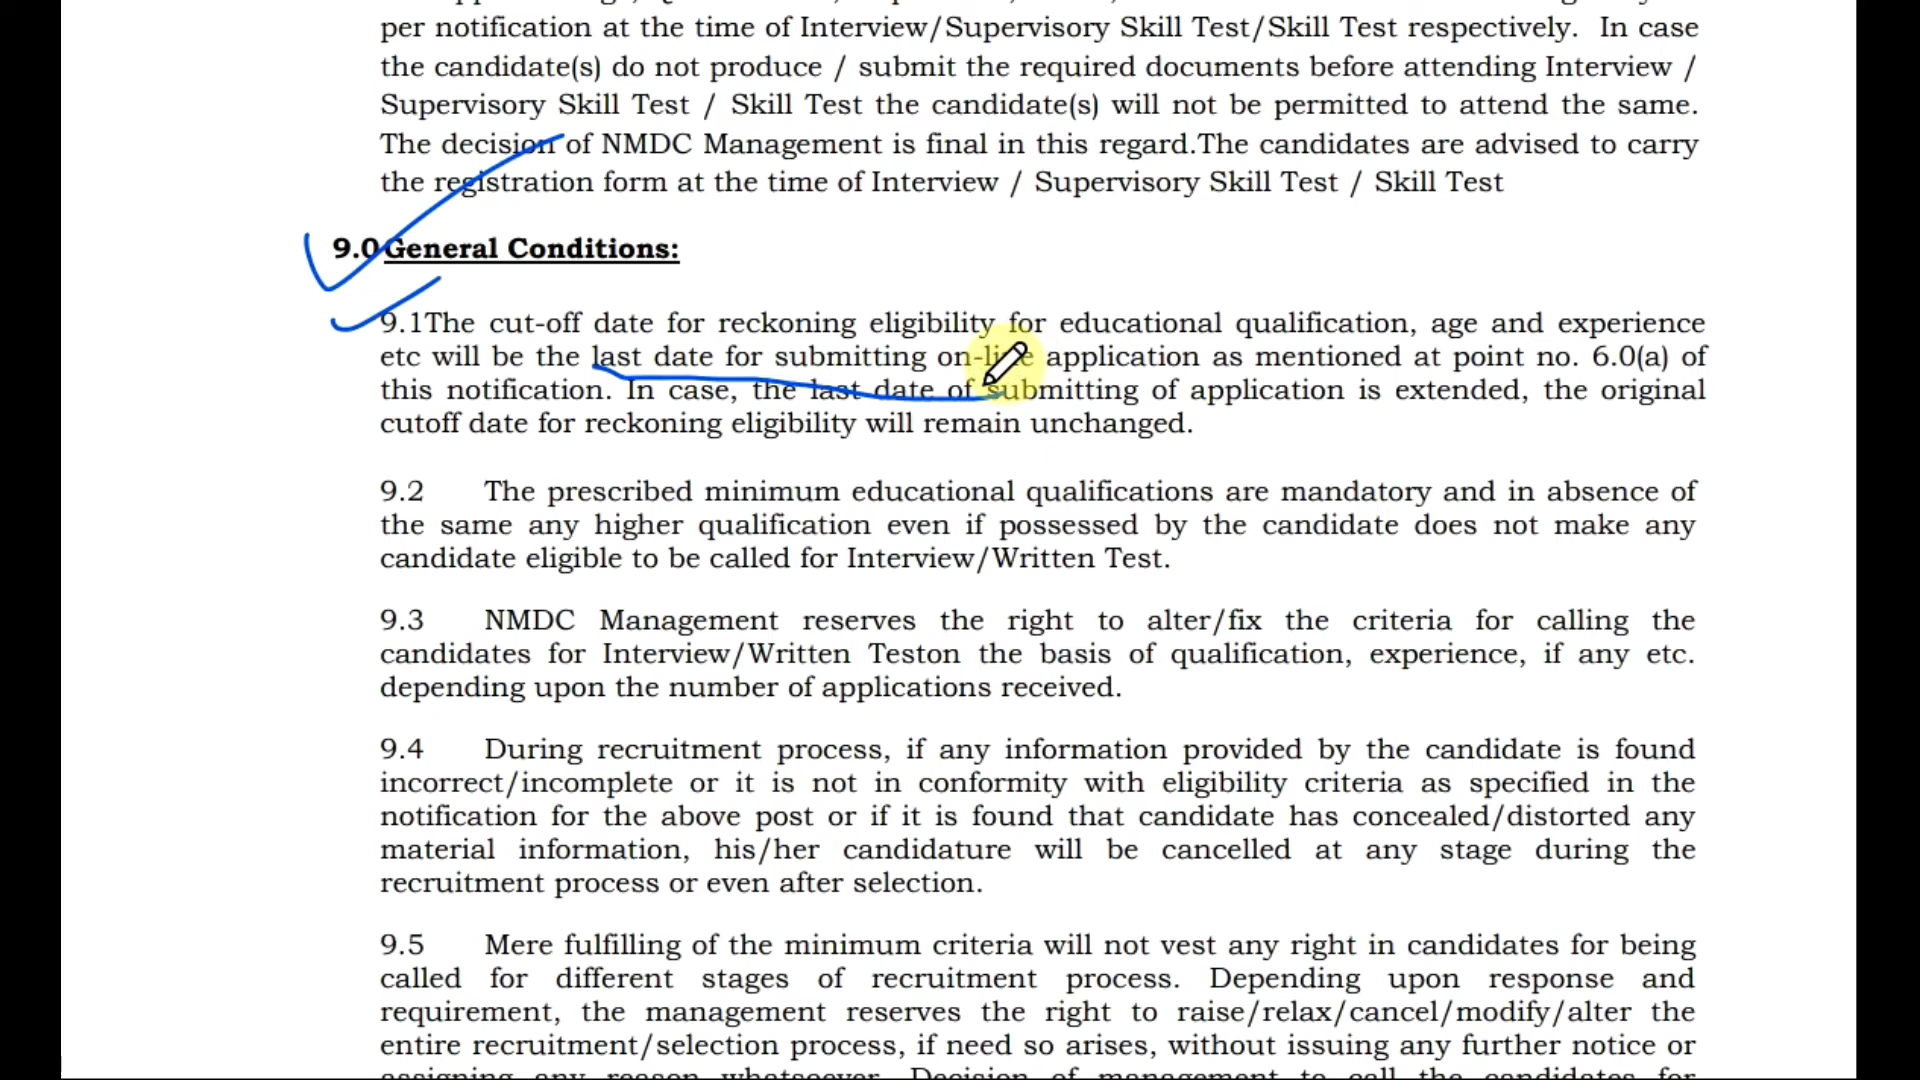 per notification at the time of Interview/Supervisory Skill Test/Skill Test respectively. In case
the candidate(s) do not produce / submit the required documents before attending Interview /
Supervisory Skill Test / Skill Test the candidate(s) will not be permitted to attend the same.
The decision of NMDC Management is final in this regard.The candidates are advised to carry
the registration form at the time of Interview / Supervisory Skill Test / Skill Test
9.0 General Conditions:
9.1The cut-off date for reckoning eligibility for educational qualification, age and experience
etc will be the last date for submitting on-line application as mentioned at point no. 6.0(a) of
this notification. In case, the last date of submitting of application is extended, the original
cutoff date for reckoning eligibility will remain unchanged.
9.2 The prescribed minimum educational qualifications are mandatory and in absence of
the same any higher qualification even if possessed by the candidate does not make any
candidate eligible to be called for Interview/Written Test.
9.3 NMDC Management reserves the right to alter/fix the criteria for calling the
candidates for Interview/Written Teston the basis of qualification, experience, if any etc.
depending upon the number of applications received.
9.4 During recruitment process, if any information provided by the candidate is found
incorrect/incomplete or it is not in conformity with eligibility criteria as specified in the
notification for the above post or if it is found that candidate has concealed/distorted any
material information, his/her candidature will be cancelled at any stage during the
recruitment process or even after selection.
9.5 Mere fulfilling of the minimum criteria will not vest any right in candidates for being
called for different stages of recruitment process. Depending upon response and
requirement, the management reserves the right to raise/relax/cancel/modify/alter the
entire recruitment/selection process, if need so arises, without issuing any further notice or
assigning any reason whatsoever. Decision of management to call the candidates for